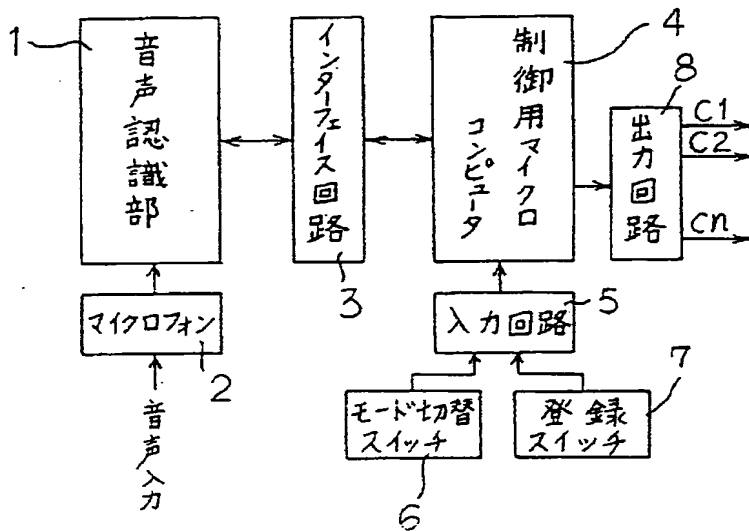 1
音声認識部
インターフェイス回路
3
制御用マイクロ
コンピュータ
4
8
出力回路
C1
C2
Cn
マイクロフォン
2
音声入力
入力回路
5
モード切替
スイッチ
6
登録
スイッチ
7